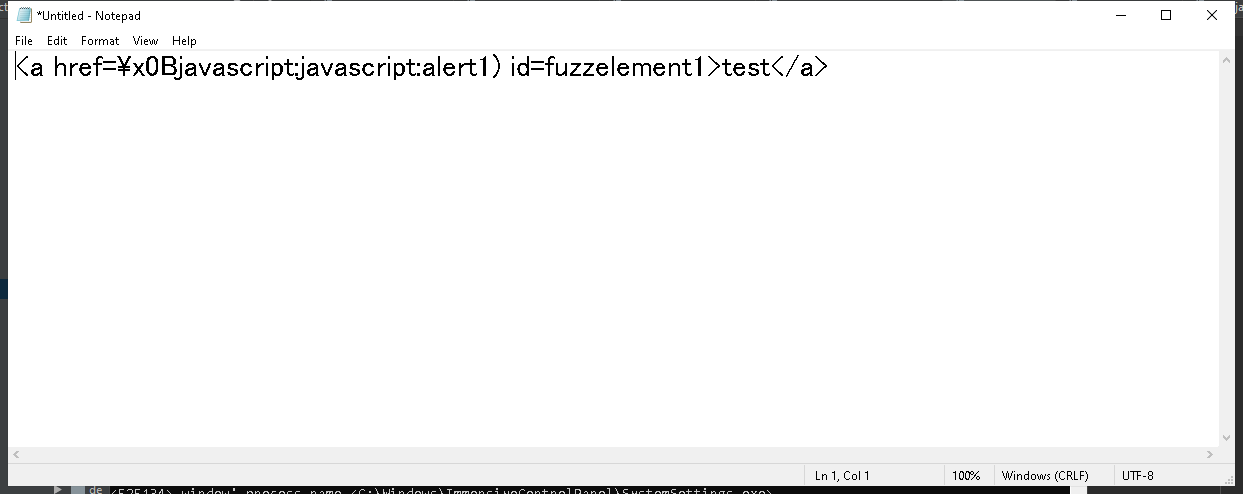 *Untitled - Notepad
File Edit Format View Help
<a href=¥x0Bjavascript:javascript:alert1) id=fuzzelement1>test</a>
Ln 1, Col 1 100% Windows (CRLF) UTF-8